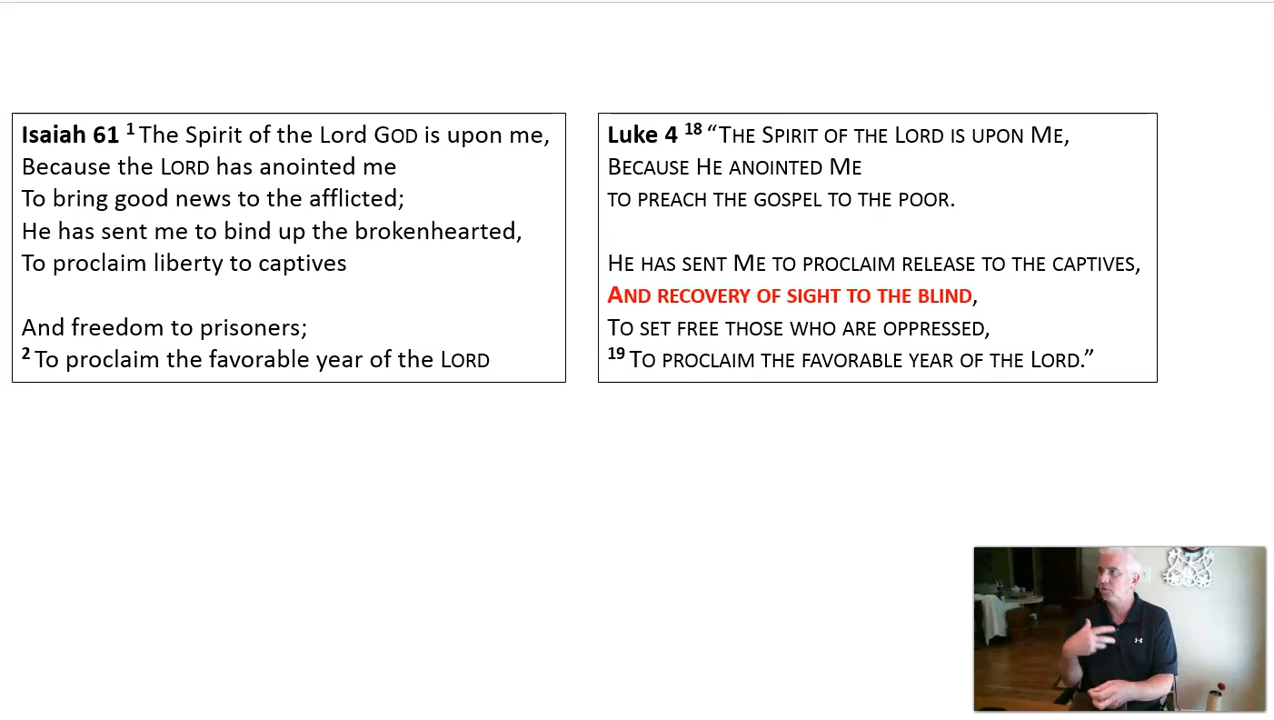 Isaiah 61 1 The Spirit of the Lord GOD is upon me,
Because the LORD has anointed me
To bring good news to the afflicted;
He has sent me to bind up the brokenhearted,
To proclaim liberty to captives
And freedom to prisoners;
2 To proclaim the favorable year of the LORD
Luke 4 18 “THE SPIRIT OF THE LORD IS UPON ME,
BECAUSE HE ANOINTED ME
TO PREACH THE GOSPEL TO THE POOR.
HE HAS SENT ME TO PROCLAIM RELEASE TO THE CAPTIVES,
AND RECOVERY OF SIGHT TO THE BLIND,
TO SET FREE THOSE WHO ARE OPPRESSED,
19 TO PROCLAIM THE FAVORABLE YEAR OF THE LORD.”